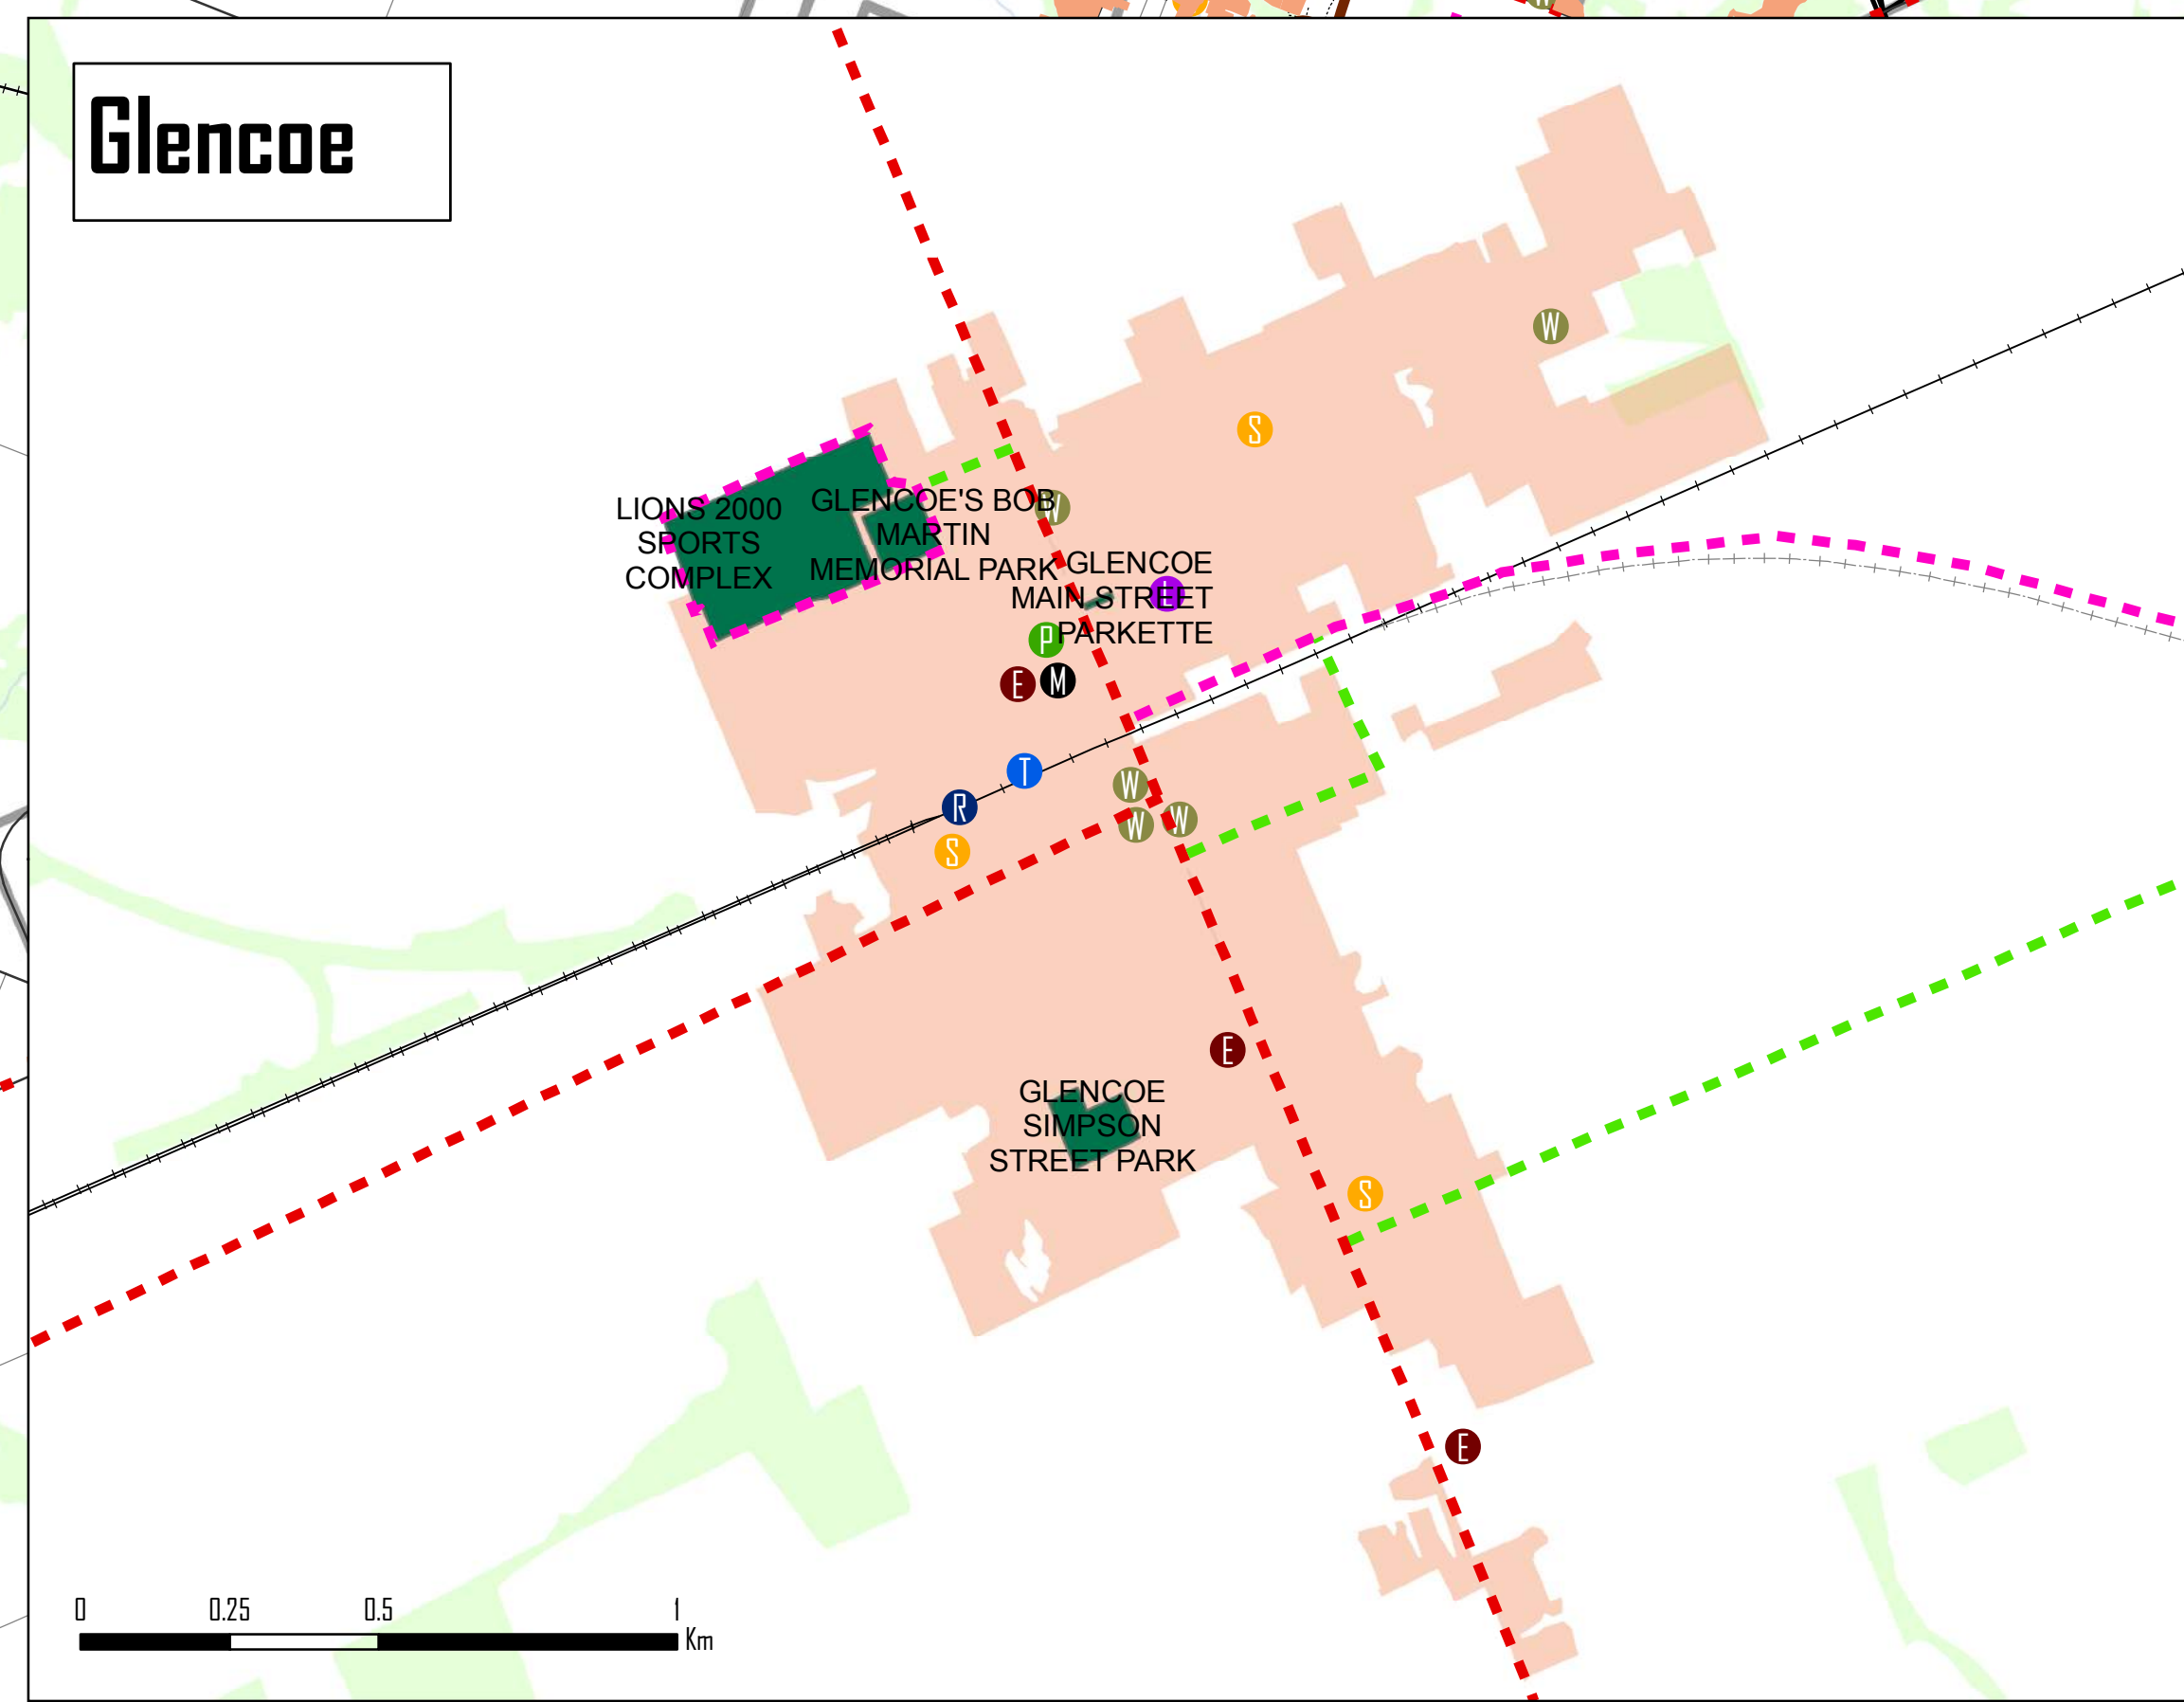 Glencoe
W
S
LIONS 2000
SPORTS
COMPLEX
GLENCOE'S BOB
MARTIN
MEMORIAL PARK
W
GLENCOE
MAIN STREET
PARKETTE
L
P
E
M
T
R
S
W
W
W
E
GLENCOE
SIMPSON
STREET PARK
S
E
0 0.25 0.5 1
Km